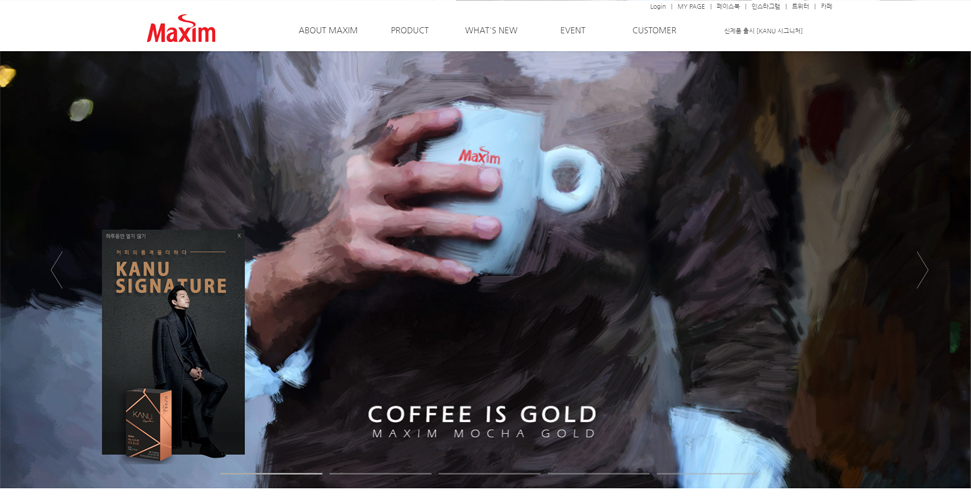 Login | MY PAGE | 페이스북 | 인스타그램 | 트위터 | 카페
Maxim
ABOUT MAXIM PRODUCT WHAT'S NEW EVENT CUSTOMER
신제품 출시 [KANU 시그니처]
Maxim
하루동안 열지 않기 X
커피의 품격을 더하다
KANU
SIGNATURE
KANU
COFFEE IS GOLD
MAXIM MOCHA GOLD